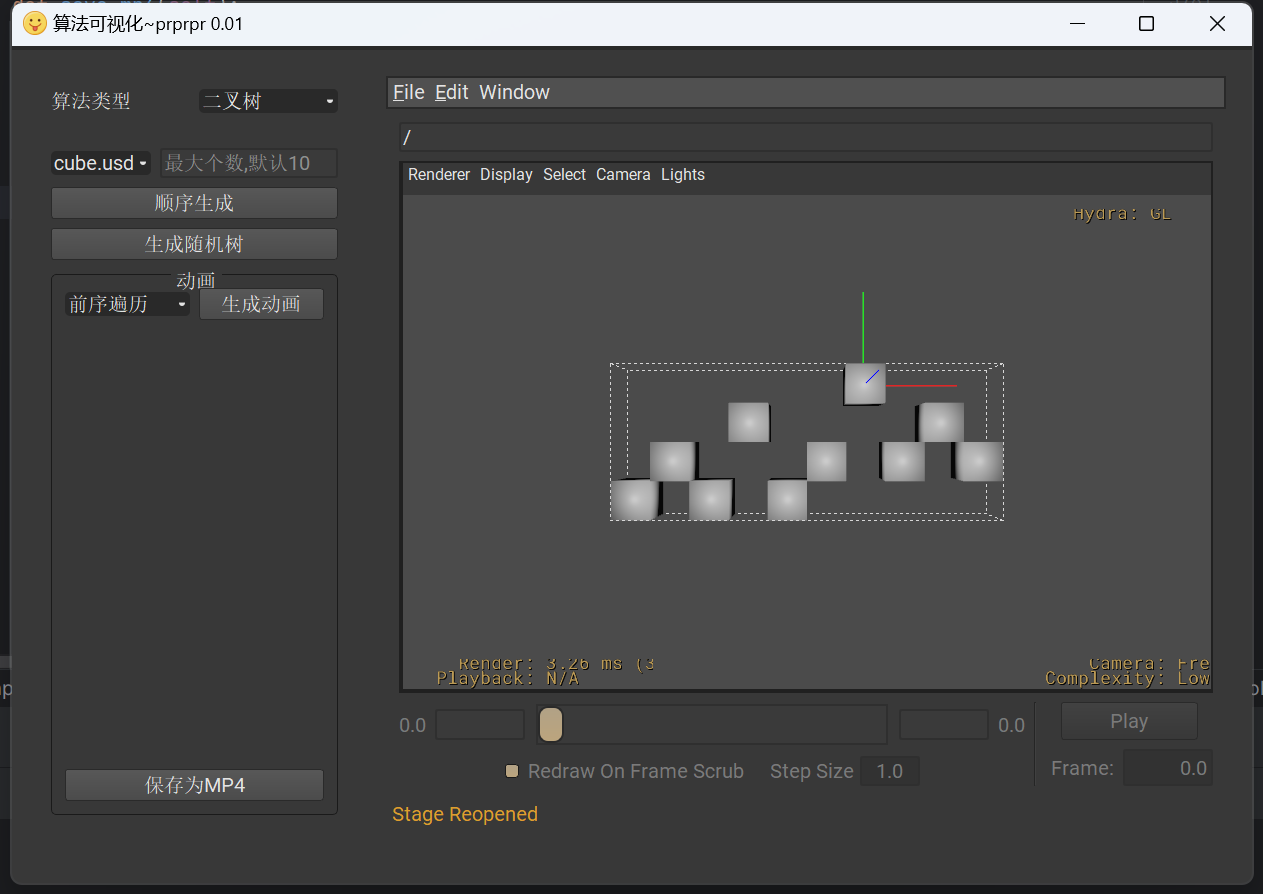 算法可视化~prprpr 0.01
算法类型 二叉树
cube.usd 最大个数,默认10
顺序生成
生成随机树
动画
前序遍历 生成动画
保存为MP4
File Edit Window
/
Renderer Display Select Camera Lights
Hydra: GL
Render: 3.26 ms (3
Playback: N/A
Camera: Fre
Complexity: Low
0.0 0.0 Play
Redraw On Frame Scrub Step Size 1.0 Frame: 0.0
Stage Reopened